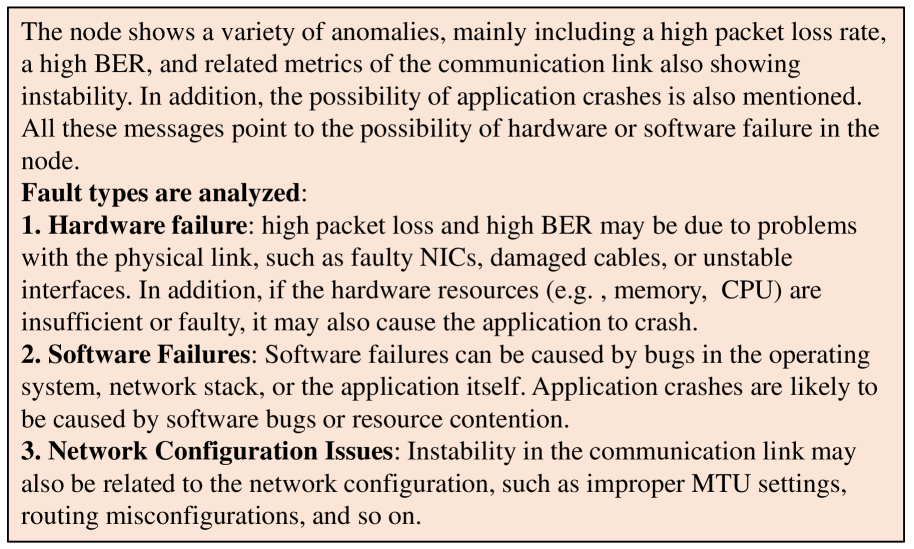 The node shows a variety of anomalies, mainly including a high packet loss rate,
a high BER, and related metrics of the communication link also showing
instability. In addition, the possibility of application crashes is also mentioned.
All these messages point to the possibility of hardware or software failure in the
node.
Fault types are analyzed:
1. Hardware failure: high packet loss and high BER may be due to problems
with the physical link, such as faulty NICs, damaged cables, or unstable
interfaces. In addition, if the hardware resources (e.g. , memory,  CPU) are
insufficient or faulty, it may also cause the application to crash.
2. Software Failures: Software failures can be caused by bugs in the operating
system, network stack, or the application itself. Application crashes are likely to
be caused by software bugs or resource contention.
3. Network Configuration Issues: Instability in the communication link may
also be related to the network configuration, such as improper MTU settings,
routing misconfigurations, and so on.